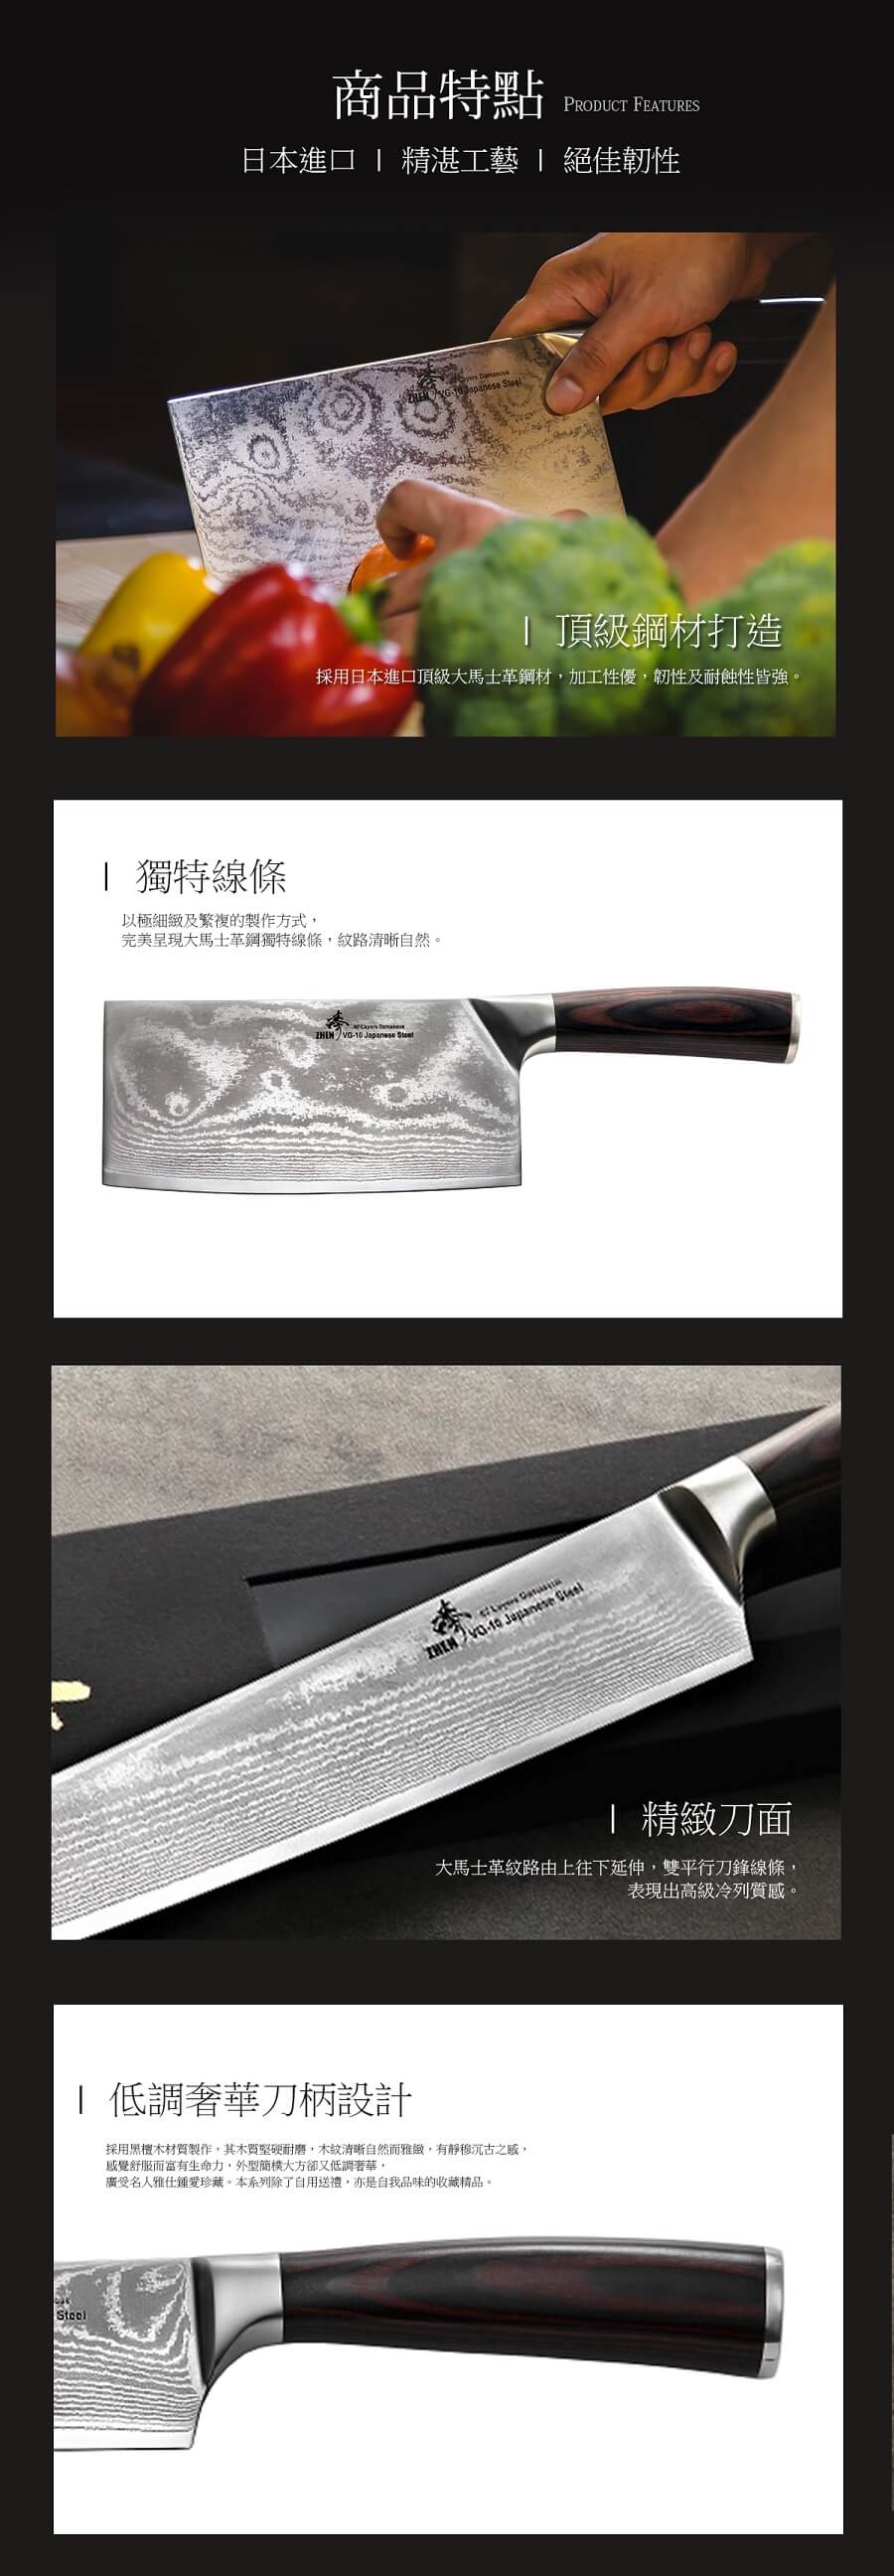 商品特點 PRODUCT FEATURES
日本進口 | 精湛工藝 | 絕佳韌性
臻 67 Layers Damascus
ZHEN VG-10 Japanese Steel
| 頂級鋼材打造
採用日本進口頂級大馬士革鋼材，加工性優，韌性及耐蝕性皆強。
| 獨特線條
以極細緻及繁複的製作方式，
完美呈現大馬士革鋼獨特線條，紋路清晰自然。
臻 67 Layers Damascus
ZHEN VG-10 Japanese Steel
臻 67 Layers Damascus
ZHEN VG-10 Japanese Steel
| 精緻刀面
大馬士革紋路由上往下延伸，雙平行刀鋒線條，
表現出高級冷列質感。
| 低調奢華刀柄設計
採用黑檀木材質製作，其木質堅硬耐磨，木紋清晰自然而雅緻，有靜穆沉古之感，
感覺舒服而富有生命力，外型簡樸大方卻又低調奢華，
廣受名人雅仕鍾愛珍藏。本系列除了自用送禮，亦是自我品味的收藏精品。
Steel